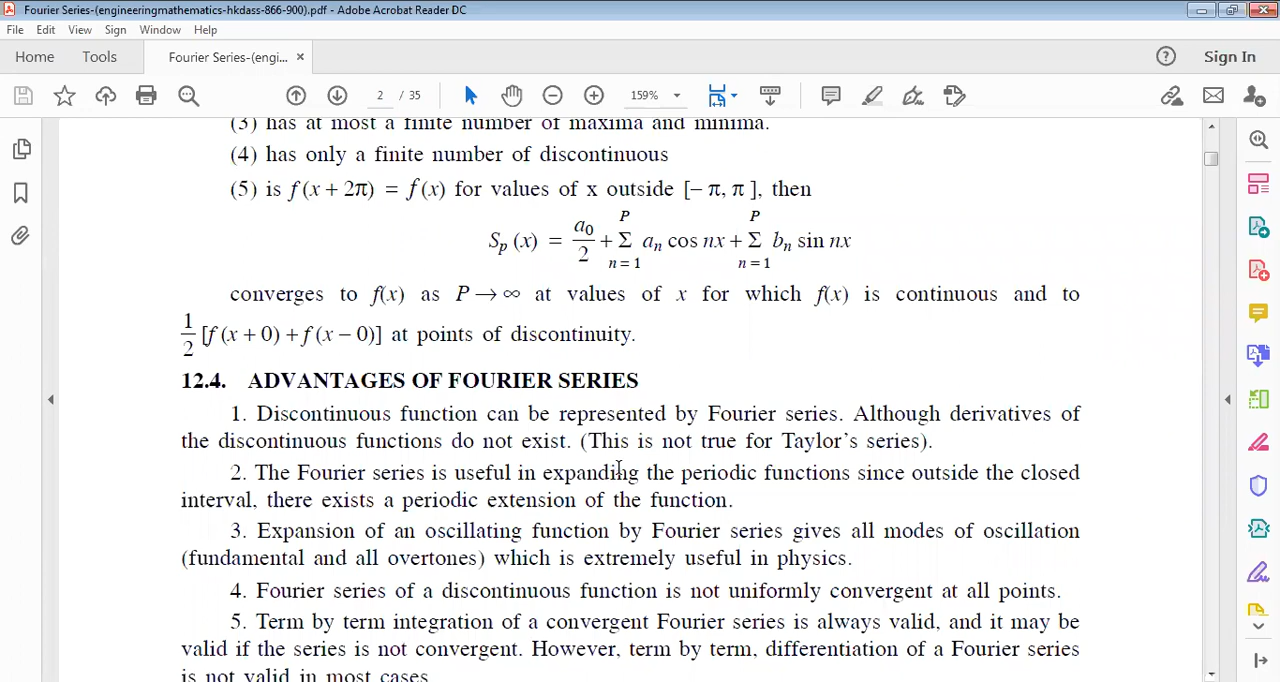 Fourier Series-(engineeringmathematics-hkdass-866-900).pdf - Adobe Acrobat Reader DC
File Edit View Sign Window Help
Home Tools Fourier Series-(engi... × ? Sign In
2 / 35 159%
(3) has at most a finite number of maxima and minima.
(4) has only a finite number of discontinuous
(5) is f (x + 2π) = f (x) for values of x outside [– π, π ], then
P P
Sp (x) = a0/2 + Σ an cos nx + Σ bn sin nx
n = 1 n = 1
converges to f(x) as P → ∞ at values of x for which f(x) is continuous and to
1/2 [f (x + 0) + f (x – 0)] at points of discontinuity.
12.4. ADVANTAGES OF FOURIER SERIES
1. Discontinuous function can be represented by Fourier series. Although derivatives of
the discontinuous functions do not exist. (This is not true for Taylor’s series).
2. The Fourier series is useful in expanding the periodic functions since outside the closed
interval, there exists a periodic extension of the function.
3. Expansion of an oscillating function by Fourier series gives all modes of oscillation
(fundamental and all overtones) which is extremely useful in physics.
4. Fourier series of a discontinuous function is not uniformly convergent at all points.
5. Term by term integration of a convergent Fourier series is always valid, and it may be
valid if the series is not convergent. However, term by term, differentiation of a Fourier series
is not valid in most cases